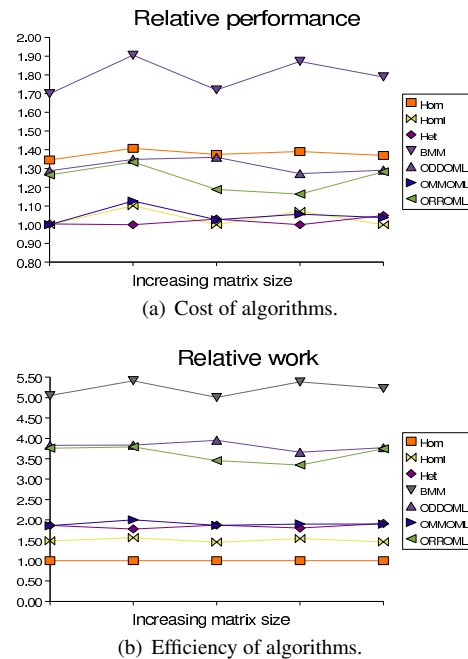 Relative performance
2.00
1.90
1.80
1.70
1.60
1.50
1.40
1.30
1.20
1.10
1.00
0.90
0.80
Increasing matrix size
Hom
HomI
Het
BMM
ODDOML
OMMOML
ORROML
(a) Cost of algorithms.
Relative work
5.50
5.00
4.50
4.00
3.50
3.00
2.50
2.00
1.50
1.00
0.50
0.00
Increasing matrix size
Hom
HomI
Het
BMM
ODDOML
OMMOML
ORROML
(b) Efficiency of algorithms.